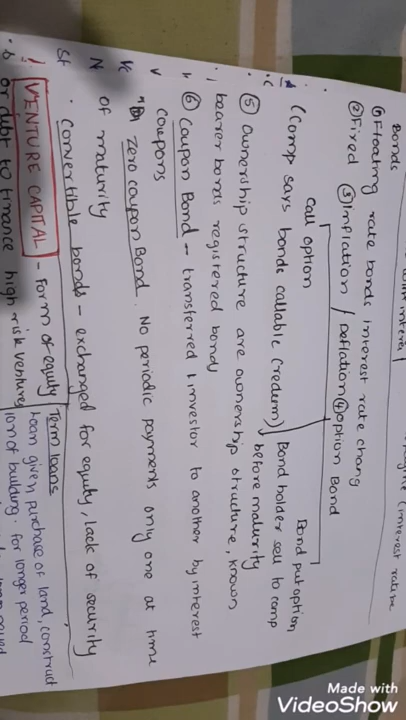 Bonds with interest
① Floating rate bonds: interest rate chang
② Fixed ③ Inflation / Deflation ④ option Bond
Call option Bond put option
(Comp says bonds callable (redeem) Bond holder sell to comp
before maturity
⑤ Ownership structure are ownership structure, known
bearer bonds registered bonds
⑥ Coupon Bond - transferred 1 investor to another by interest
coupons
Zero coupon Bond. No periodic payments only one at time
of maturity
· Convertible bonds - exchanged for equity, lack of security
VENTURE CAPITAL - Form of equity
or debt to finance high risk ventures
Term loans
Loan given purchase of land, construct
ion of building. For longer period
Made with
VideoShow